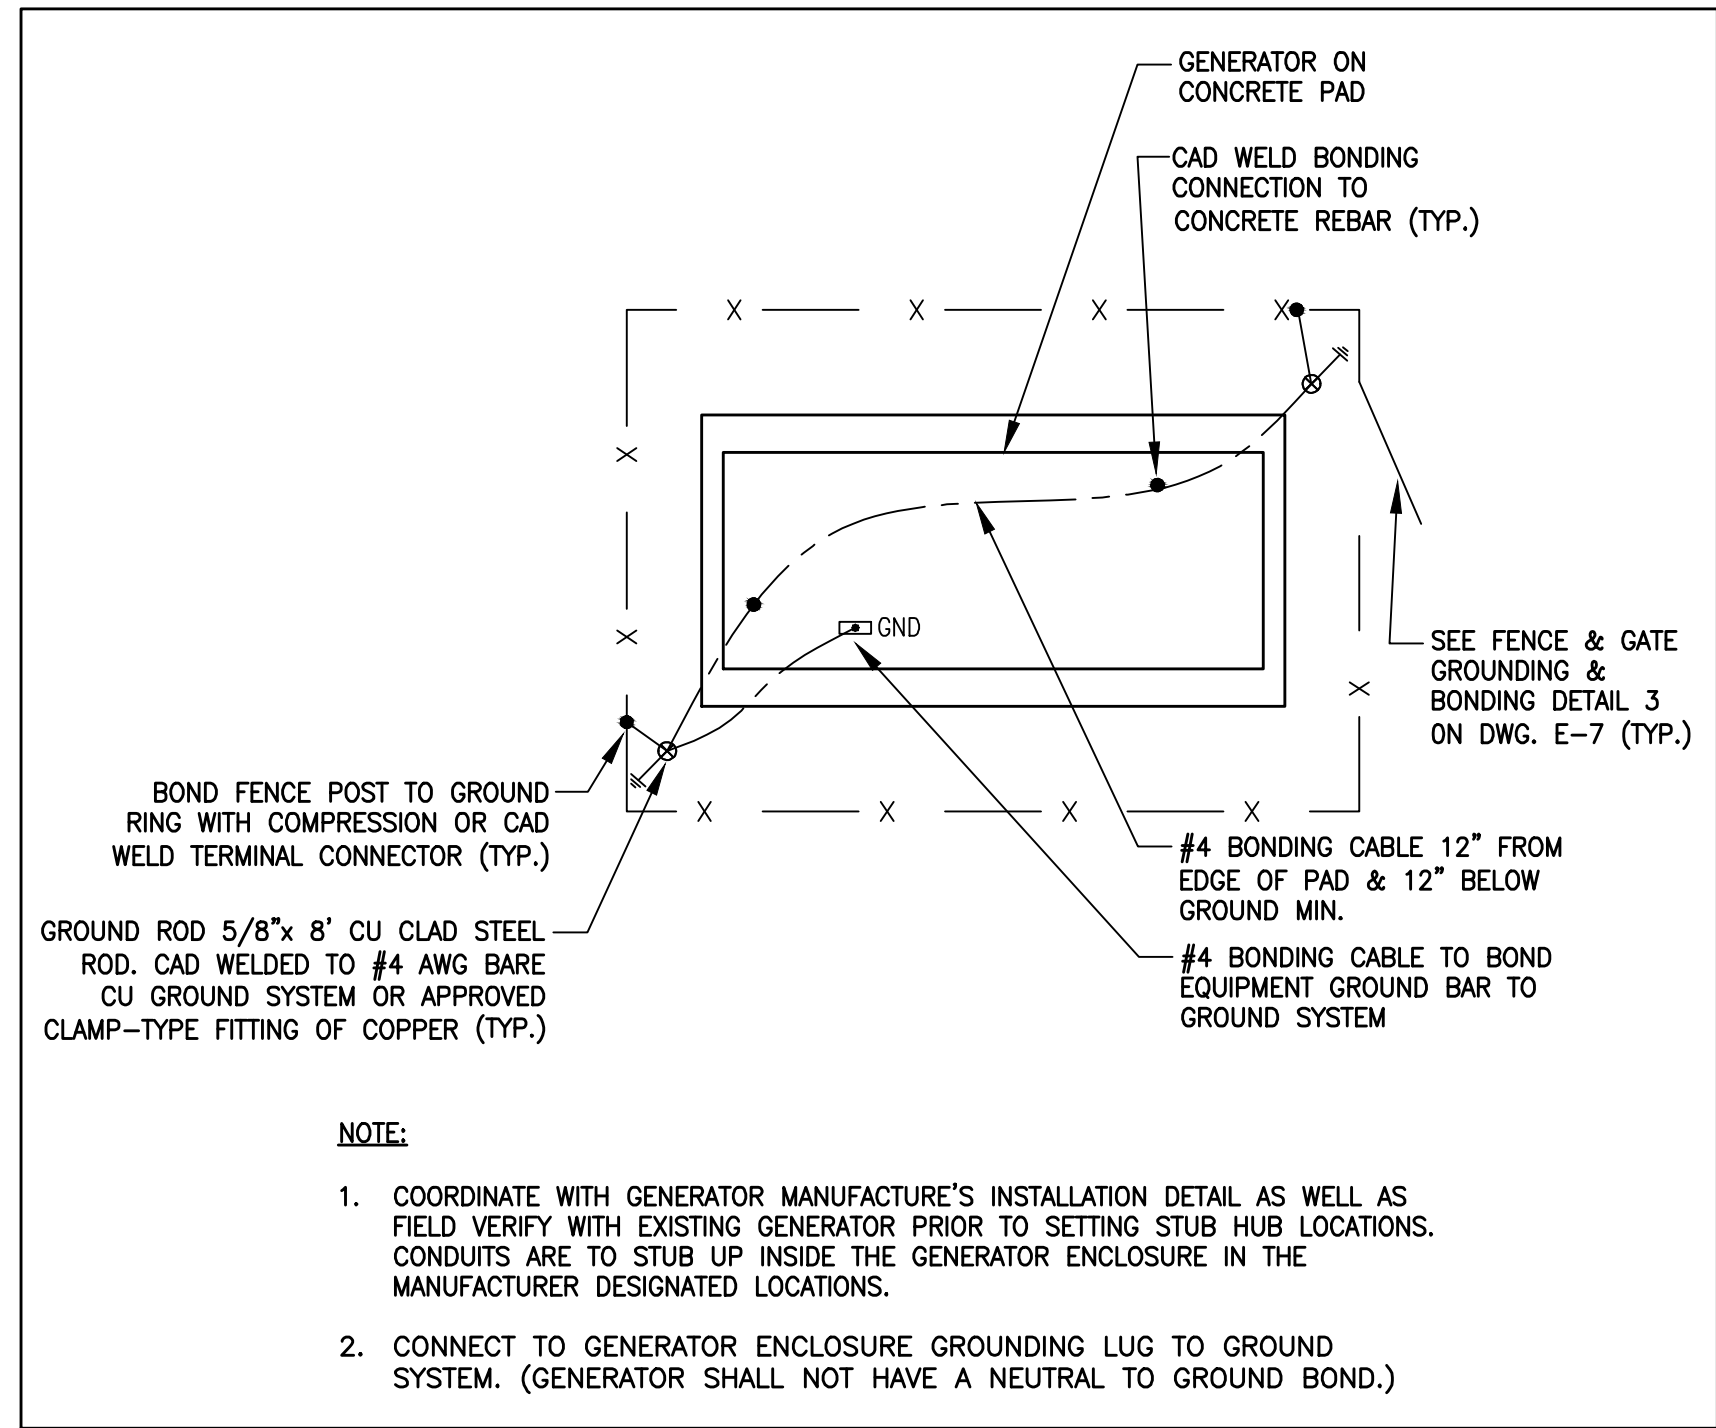 GENERATOR ON
CONCRETE PAD
CAD WELD BONDING
CONNECTION TO
CONCRETE REBAR (TYP.)
X X X X
X
X
GND
X
SEE FENCE & GATE
GROUNDING &
BONDING DETAIL 3
ON DWG. E-7 (TYP.)
X X X X
BOND FENCE POST TO GROUND
RING WITH COMPRESSION OR CAD
WELD TERMINAL CONNECTOR (TYP.)
#4 BONDING CABLE 12" FROM
EDGE OF PAD & 12" BELOW
GROUND MIN.
GROUND ROD 5/8"x 8' CU CLAD STEEL
ROD. CAD WELDED TO #4 AWG BARE
CU GROUND SYSTEM OR APPROVED
CLAMP-TYPE FITTING OF COPPER (TYP.)
#4 BONDING CABLE TO BOND
EQUIPMENT GROUND BAR TO
GROUND SYSTEM
NOTE:
1. COORDINATE WITH GENERATOR MANUFACTURE'S INSTALLATION DETAIL AS WELL AS
FIELD VERIFY WITH EXISTING GENERATOR PRIOR TO SETTING STUB HUB LOCATIONS.
CONDUITS ARE TO STUB UP INSIDE THE GENERATOR ENCLOSURE IN THE
MANUFACTURER DESIGNATED LOCATIONS.
2. CONNECT TO GENERATOR ENCLOSURE GROUNDING LUG TO GROUND
SYSTEM. (GENERATOR SHALL NOT HAVE A NEUTRAL TO GROUND BOND.)